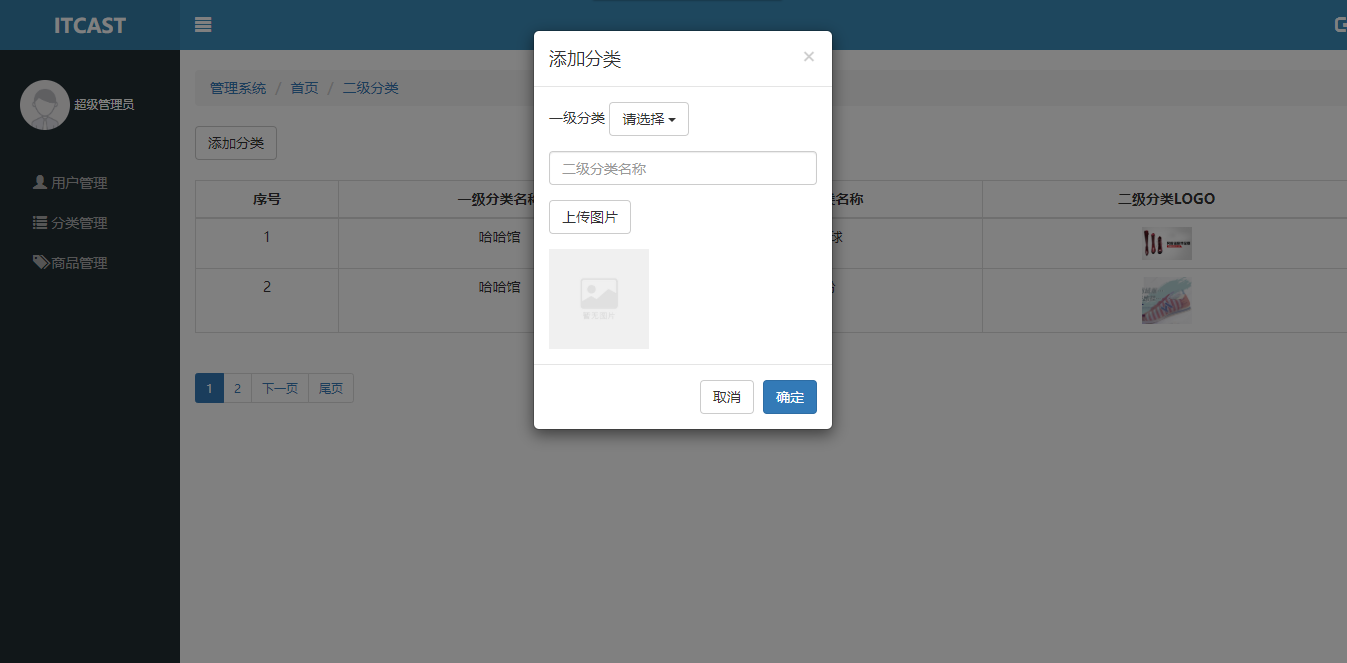 ITCAST
超级管理员
用户管理
分类管理
商品管理
管理系统 / 首页 / 二级分类
添加分类
序号 一级分类名称 类名称 二级分类LOGO
1 哈哈馆 球
2 哈哈馆
1 2 下一页 尾页
添加分类 ×
一级分类 请选择
二级分类名称
上传图片
暂无图片
取消 确定